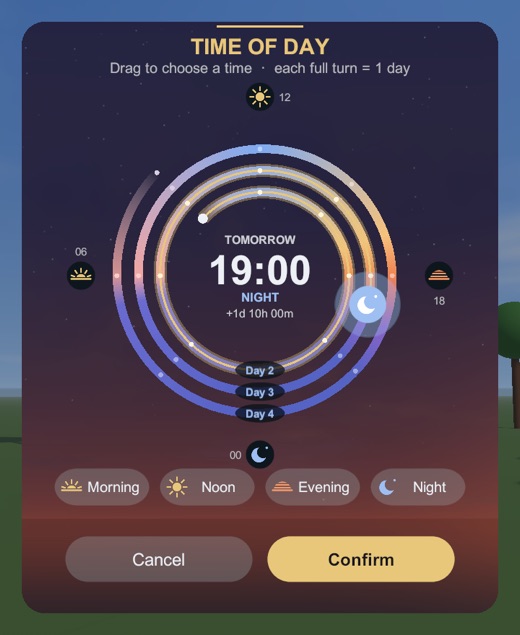 TIME OF DAY
Drag to choose a time · each full turn = 1 day
12
06
18
TOMORROW
19:00
NIGHT
+1d 10h 00m
Day 2
Day 3
Day 4
00
Morning
Noon
Evening
Night
Cancel
Confirm